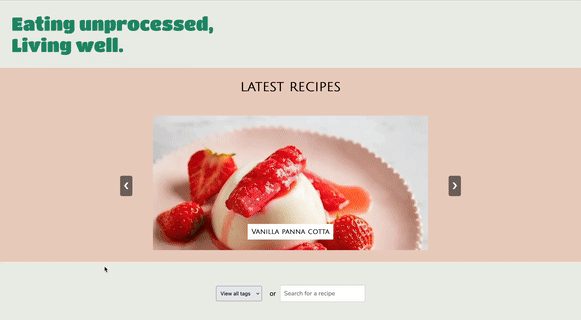 Eating unprocessed,
Living well.
LATEST RECIPES
VANILLA PANNA COTTA
View all tags
or
Search for a recipe